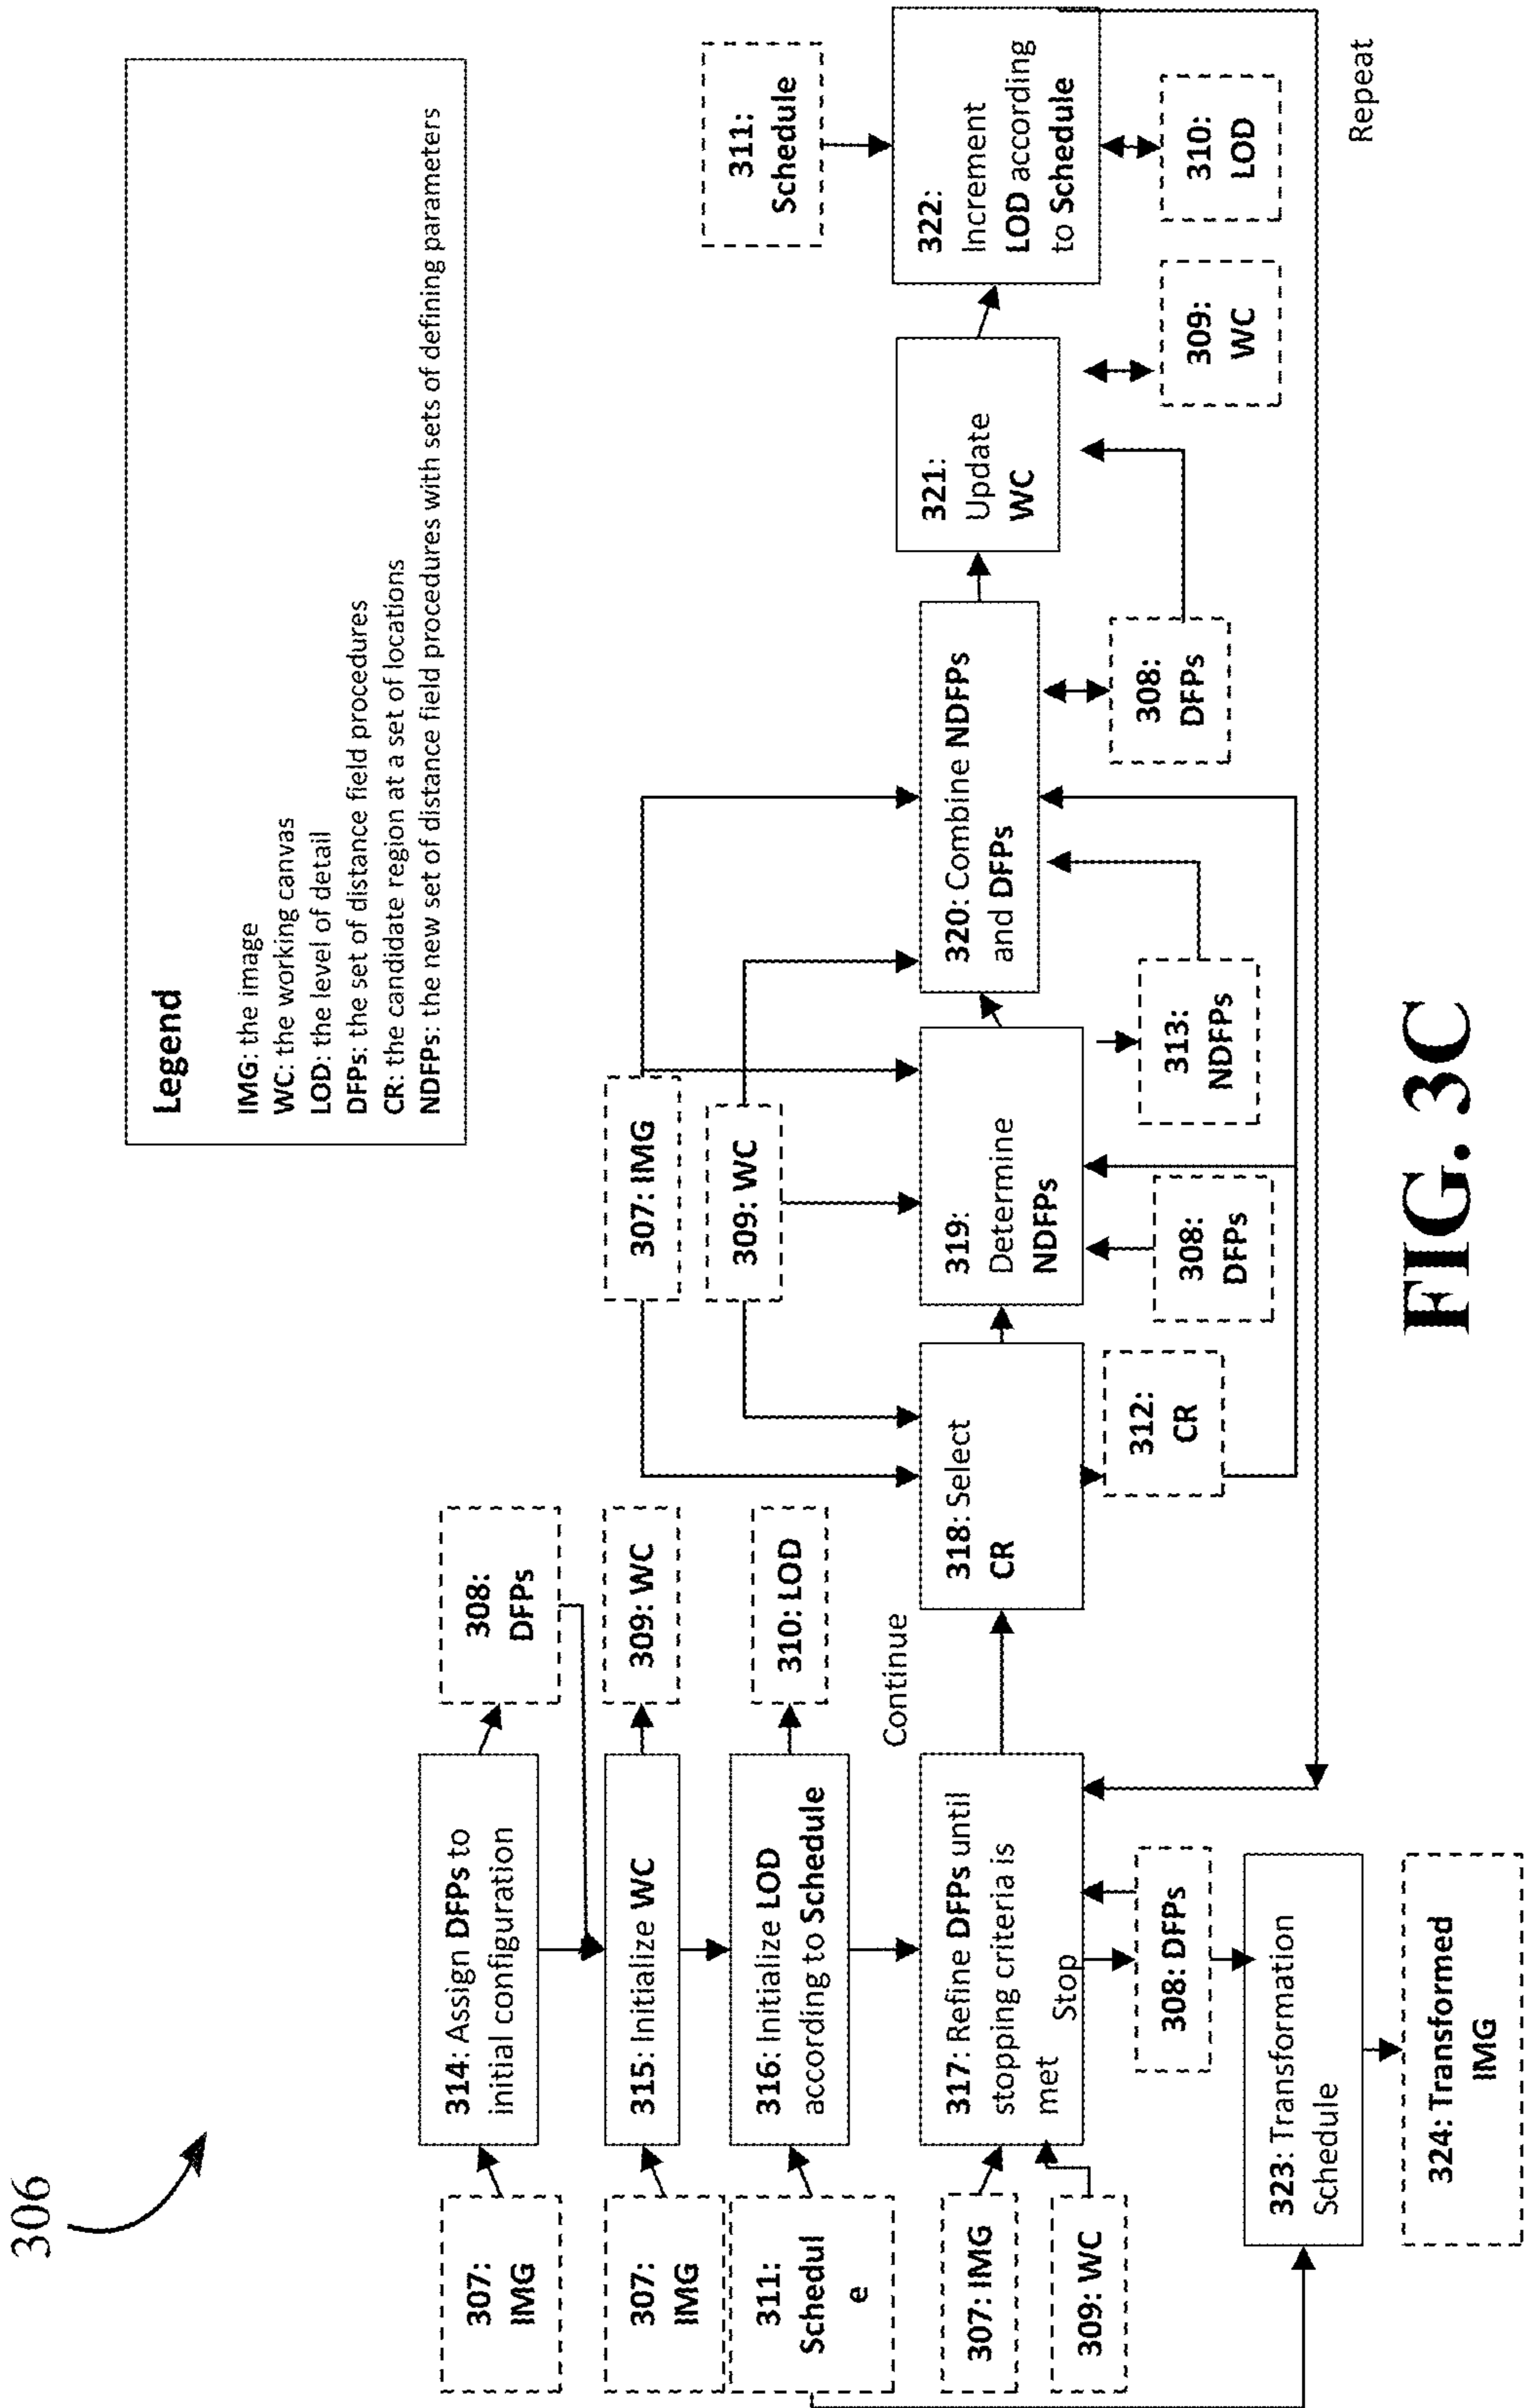 306
Legend
IMG: the image
WC: the working canvas
LOD: the level of detail
DFPs: the set of distance field procedures
CR: the candidate region at a set of locations
NDFPs: the new set of distance field procedures with sets of defining parameters
307:
IMG
314: Assign DFPs to
initial configuration
308:
DFPs
307:
IMG
315: Initialize WC
309: WC
311:
Schedul
e
316: Initialize LOD
according to Schedule
310: LOD
307: IMG
309: WC
317: Refine DFPs until
stopping criteria is
met
Stop
Continue
308: DFPs
323: Transformation
Schedule
324: Transformed
IMG
307: IMG
309: WC
318: Select
CR
312:
CR
319:
Determine
NDFPs
308:
DFPs
313:
NDFPs
320: Combine NDFPs
and DFPs
308:
DFPs
321:
Update
WC
309:
WC
311:
Schedule
322:
Increment
LOD according
to Schedule
310:
LOD
Repeat
FIG. 3C